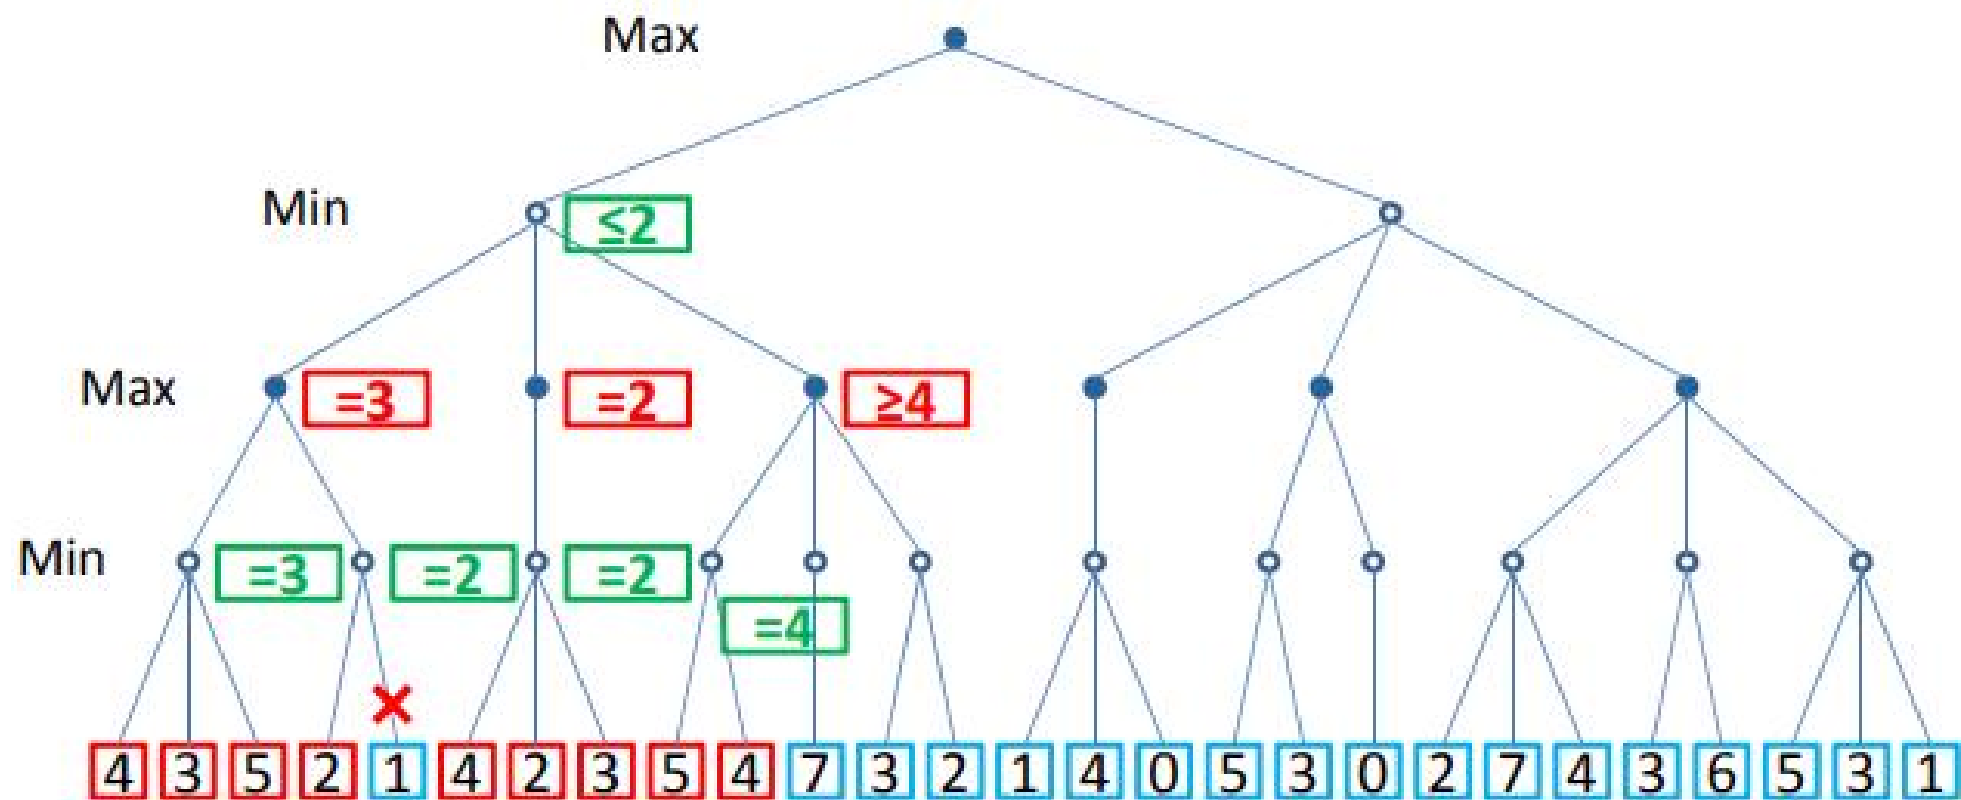 Max
Min ≤2
Max =3 =2 ≥4
Min =3 =2 =2
=4
4 3 5 2 1 4 2 3 5 4 7 3 2 1 4 0 5 3 0 2 7 4 3 6 5 3 1